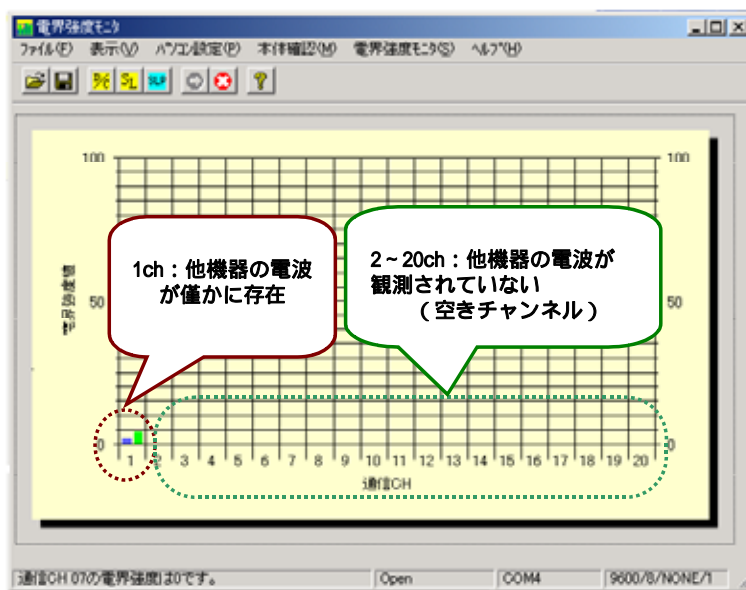 電界強度ﾓﾆﾀ
ﾌｧｲﾙ(F) 表示(V) ﾊﾟｿｺﾝ設定(P) 本体確認(M) 電界強度ﾓﾆﾀ(S) ﾍﾙﾌﾟ(H)
100 100
1ch：他機器の電波
が僅かに存在
2～20ch：他機器の電波が
観測されていない
（空きチャンネル）
電界強度値
50 50
0 0
1 2 3 4 5 6 7 8 9 10 11 12 13 14 15 16 17 18 19 20
通信CH
通信CH 07の電界強度は0です。 Open COM4 9600/8/NONE/1